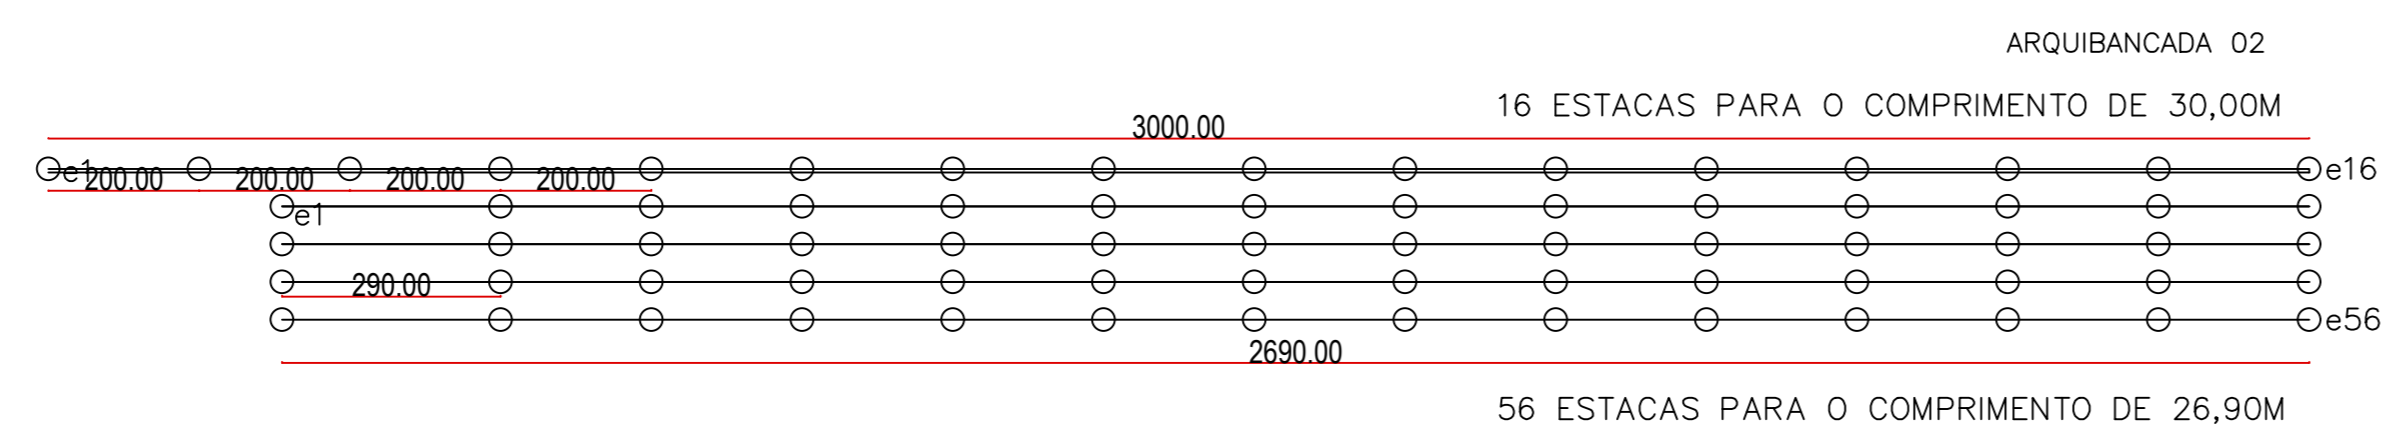 ARQUIBANCADA 02
16 ESTACAS PARA O COMPRIMENTO DE 30,00M
3000.00
e1 200.00 200.00 200.00 200.00 e16
e1
290.00
e56
2690.00
56 ESTACAS PARA O COMPRIMENTO DE 26,90M